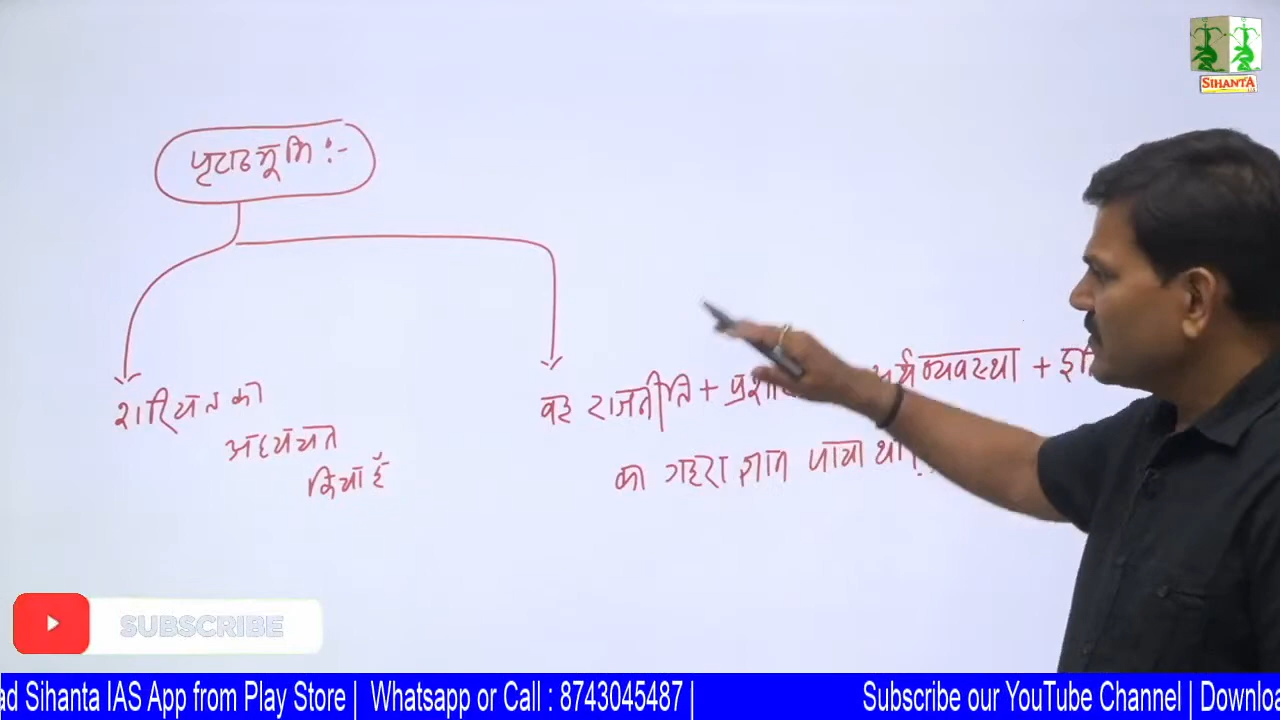 SIHANTA
पृष्ठभूमि :-
शरियत को
अध्ययन
किया है
वह राजनीति + अर्थव्यवस्था +
का गहरा ज्ञान पाया था
SUBSCRIBE
ad Sihanta IAS App from Play Store | Whatsapp or Call : 8743045487 | Subscribe our YouTube Channel | Downloa